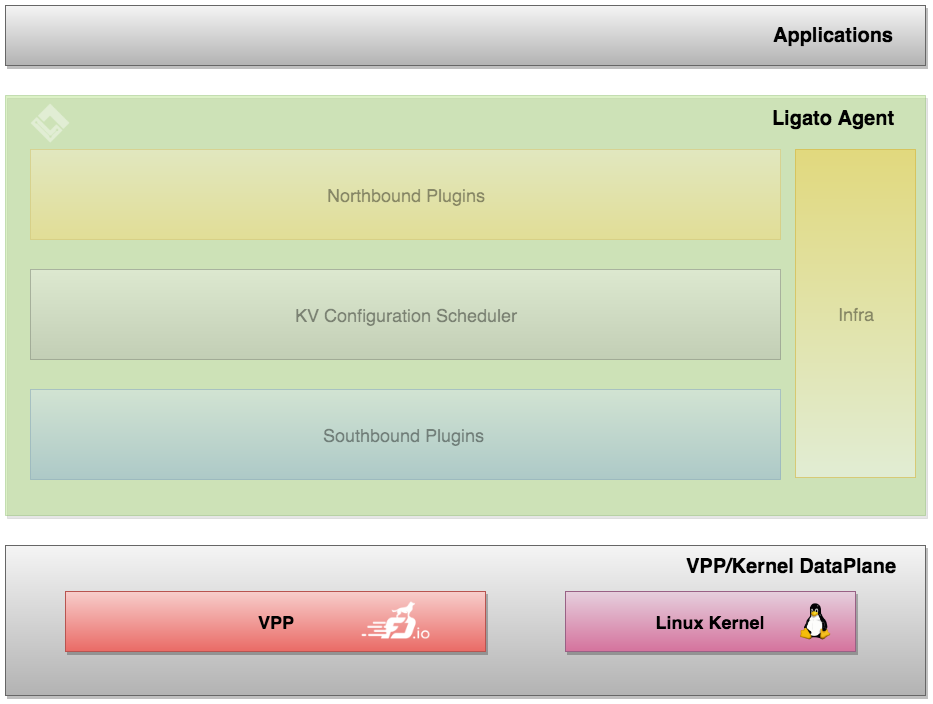 Applications
Ligato Agent
Northbound Plugins
KV Configuration Scheduler
Infra
Southbound Plugins
VPP/Kernel DataPlane
VPP
FD.io
Linux Kernel